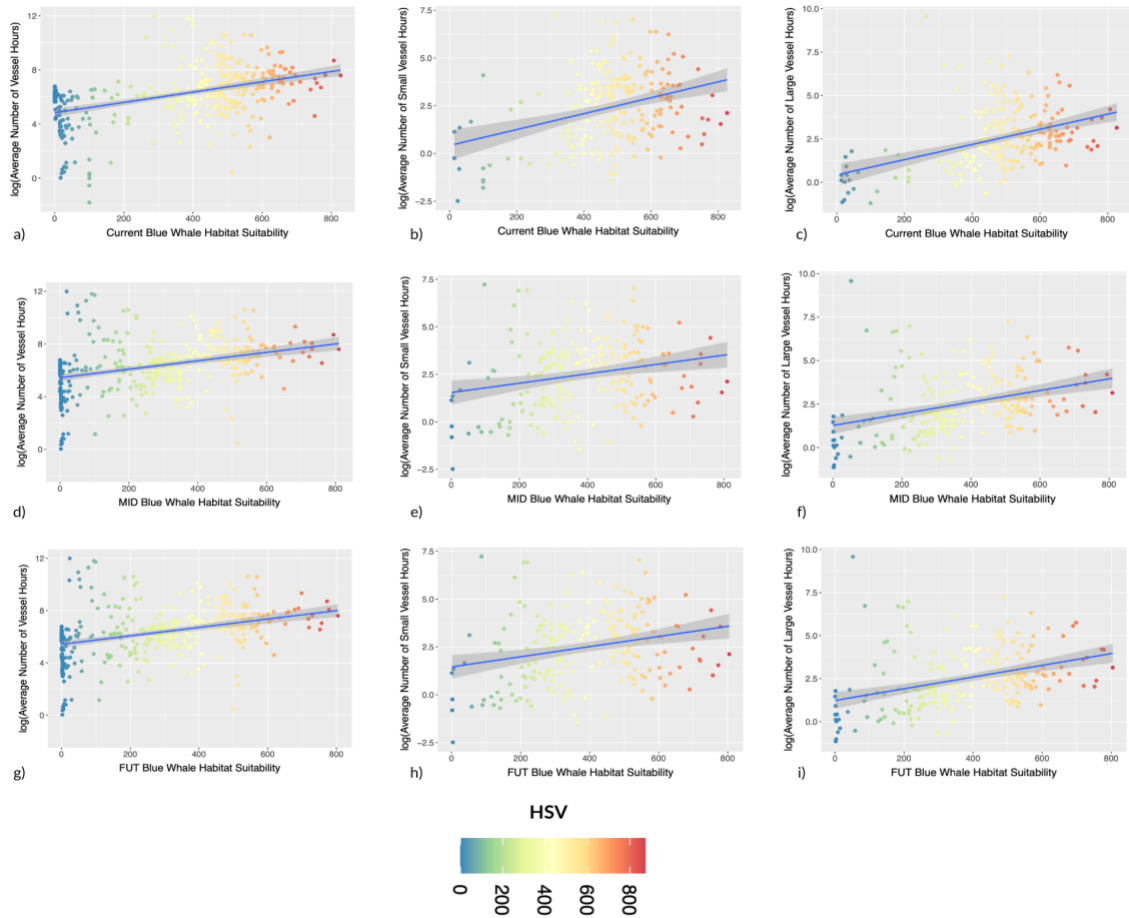 12
8
4
0
log(Average Number of Vessel Hours)
0 200 400 600 800
Current Blue Whale Habitat Suitability
a)
7.5
5.0
2.5
0.0
−2.5
log(Average Number of Small Vessel Hours)
0 200 400 600 800
Current Blue Whale Habitat Suitability
b)
10.0
7.5
5.0
2.5
0.0
log(Average Number of Large Vessel Hours)
0 200 400 600 800
Current Blue Whale Habitat Suitability
c)
12
8
4
0
log(Average Number of Vessel Hours)
0 200 400 600 800
MID Blue Whale Habitat Suitability
d)
7.5
5.0
2.5
0.0
−2.5
log(Average Number of Small Vessel Hours)
0 200 400 600 800
MID Blue Whale Habitat Suitability
e)
10.0
7.5
5.0
2.5
0.0
log(Average Number of Large Vessel Hours)
0 200 400 600 800
MID Blue Whale Habitat Suitability
f)
12
8
4
0
log(Average Number of Vessel Hours)
0 200 400 600 800
FUT Blue Whale Habitat Suitability
g)
7.5
5.0
2.5
0.0
−2.5
log(Average Number of Small Vessel Hours)
0 200 400 600 800
FUT Blue Whale Habitat Suitability
h)
10.0
7.5
5.0
2.5
0.0
log(Average Number of Large Vessel Hours)
0 200 400 600 800
FUT Blue Whale Habitat Suitability
i)
HSV
0 200 400 600 800